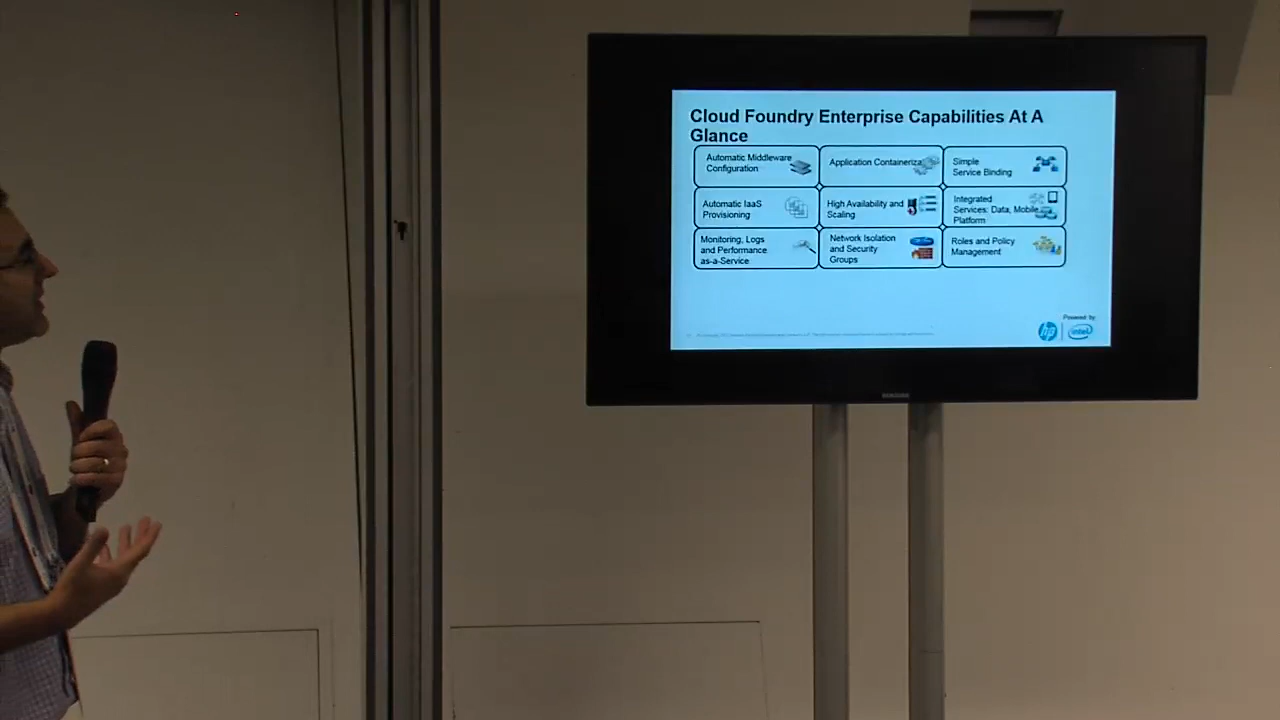 Cloud Foundry Enterprise Capabilities At A
Glance
Automatic Middleware
Configuration
Application Containeriza
Simple
Service Binding
Automatic IaaS
Provisioning
High Availability and
Scaling
Integrated
Services: Data, Mobile
Platform
Monitoring, Logs
and Performance
as-a-Service
Network Isolation
and Security
Groups
Roles and Policy
Management
Powered by:
hp
intel
SAMSUNG